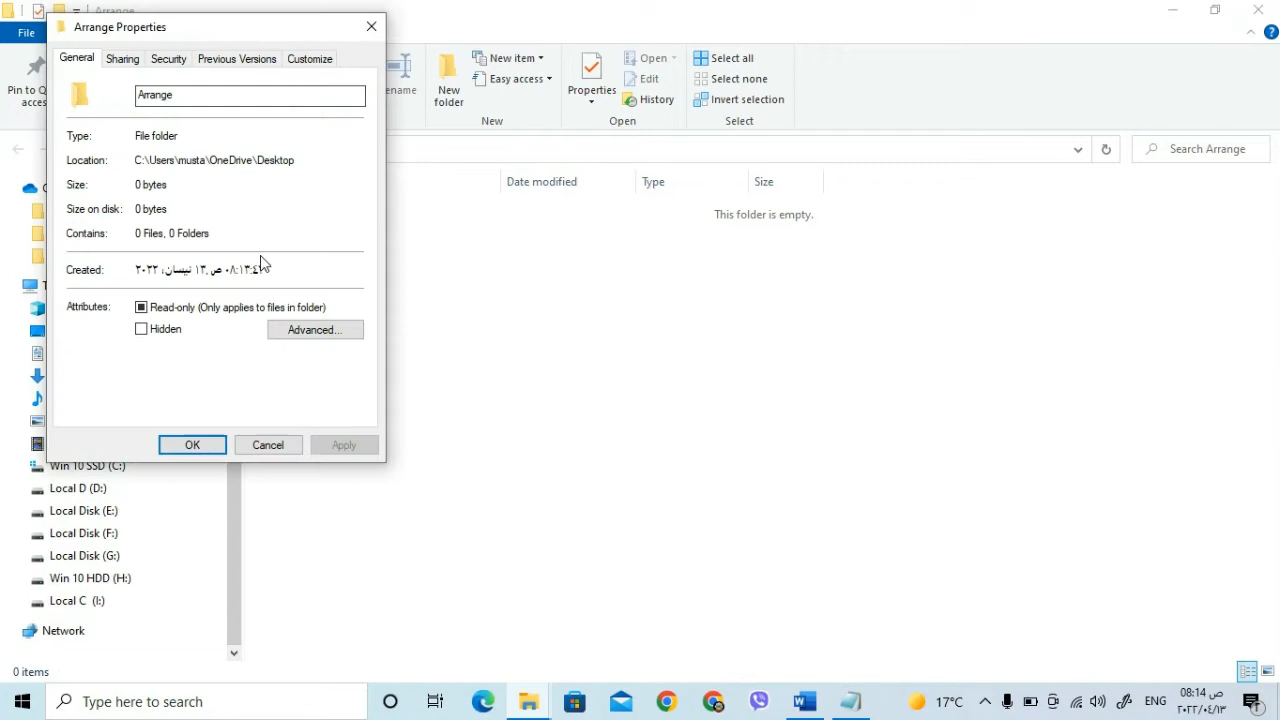 Arrange
Arrange Properties
File
General
Sharing
Security
Previous Versions
Customize
Arrange
Type:
File folder
Location:
C:\Users\musta\OneDrive\Desktop
Size:
0 bytes
Size on disk:
0 bytes
Contains:
0 Files, 0 Folders
Created:
١٣ نيسان، ٢٠٢٢
Attributes:
Read-only (Only applies to files in folder)
Hidden
Advanced...
OK
Cancel
Apply
Pin to
New
folder
New item
Easy access
New
Properties
Open
Edit
History
Open
Select all
Select none
Invert selection
Select
Search Arrange
Date modified
Type
Size
This folder is empty.
Win 10 SSD (C:)
Local D (D:)
Local Disk (E:)
Local Disk (F:)
Local Disk (G:)
Win 10 HDD (H:)
Local C (I:)
Network
0 items
Type here to search
17°C
ENG
08:14 ص